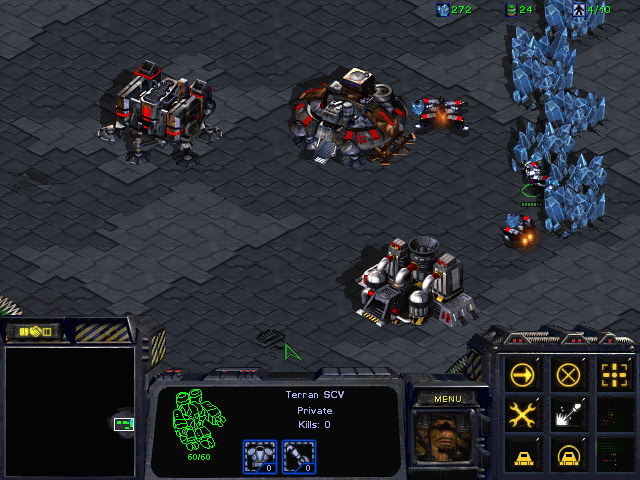 272 24 4/10
Terran SCV
Private
Kills: 0
60/60
0 0
MENU